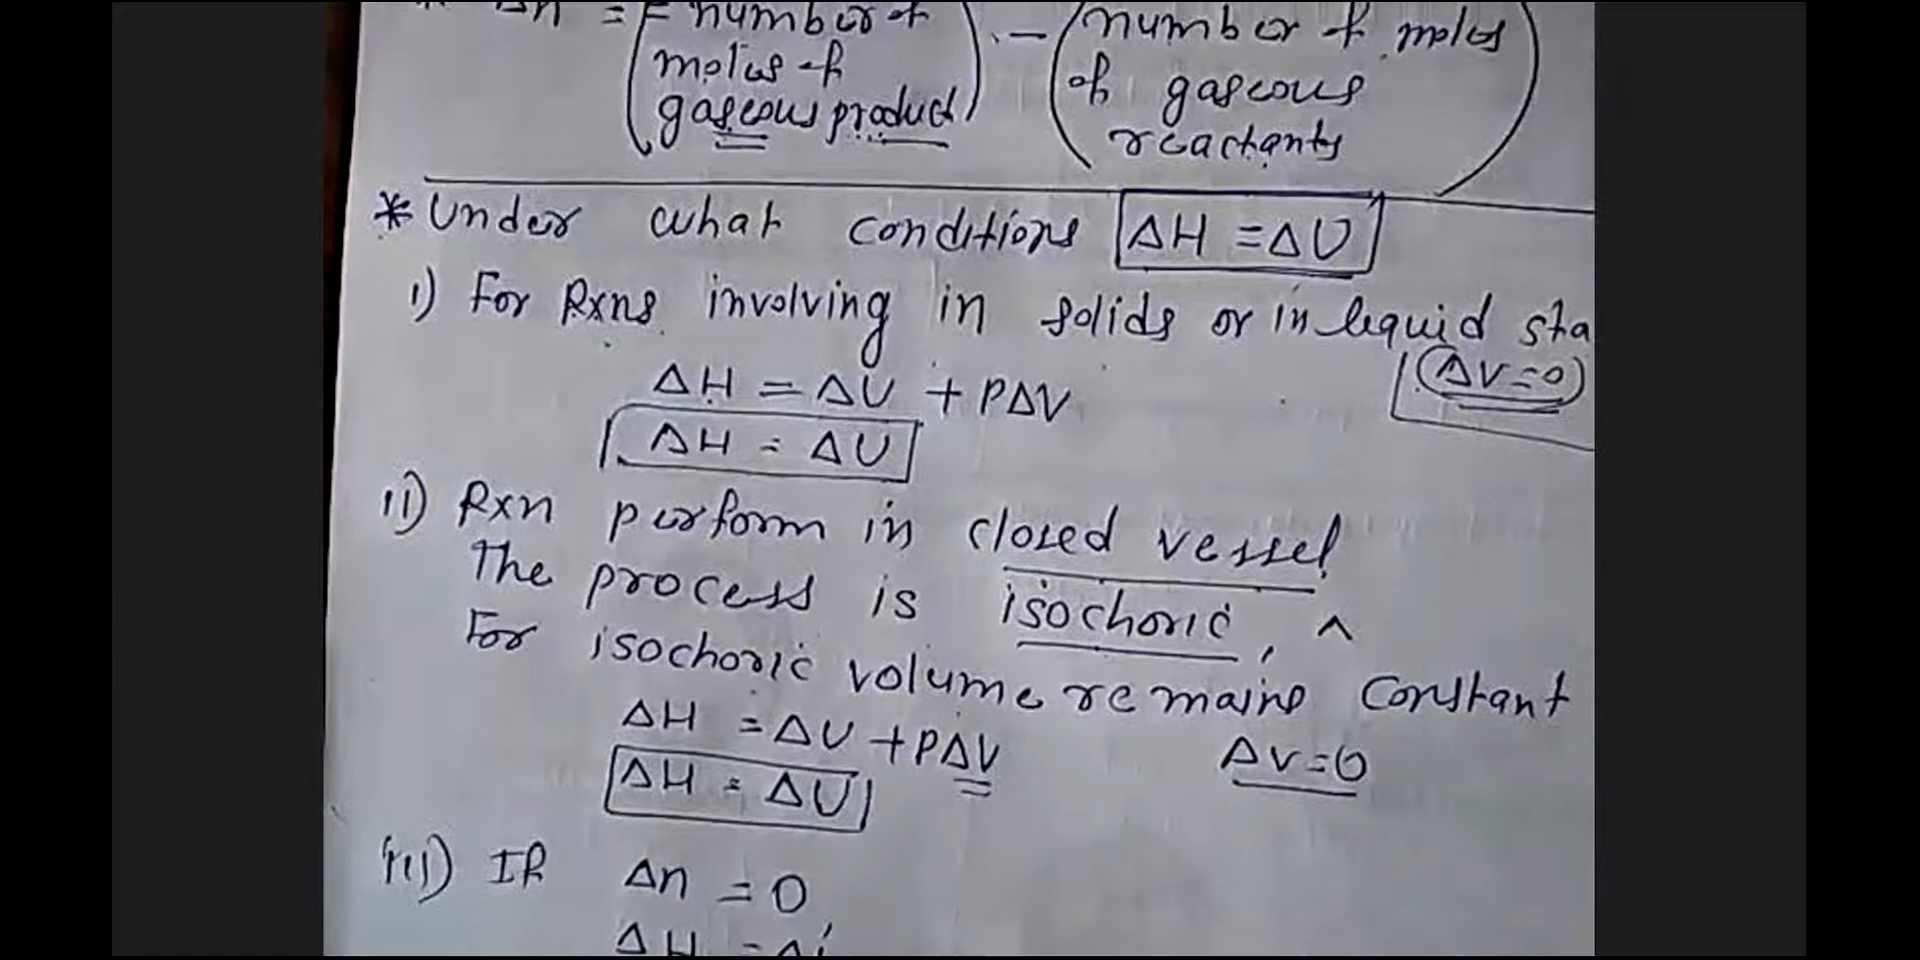 Δn = number of
moles of
gaseous product
- number of moles
of gaseous
reactants
* Under what conditions ΔH = ΔU
i) For Rxns involving in solids or in liquid sta
(ΔV=0)
ΔH = ΔU + PΔV
ΔH = ΔU
ii) Rxn perform in closed vessel
The process is isochoric,
For isochoric volume remains constant
ΔH = ΔU + PΔV
ΔV=0
ΔH = ΔU
iii) If Δn = 0
ΔH =